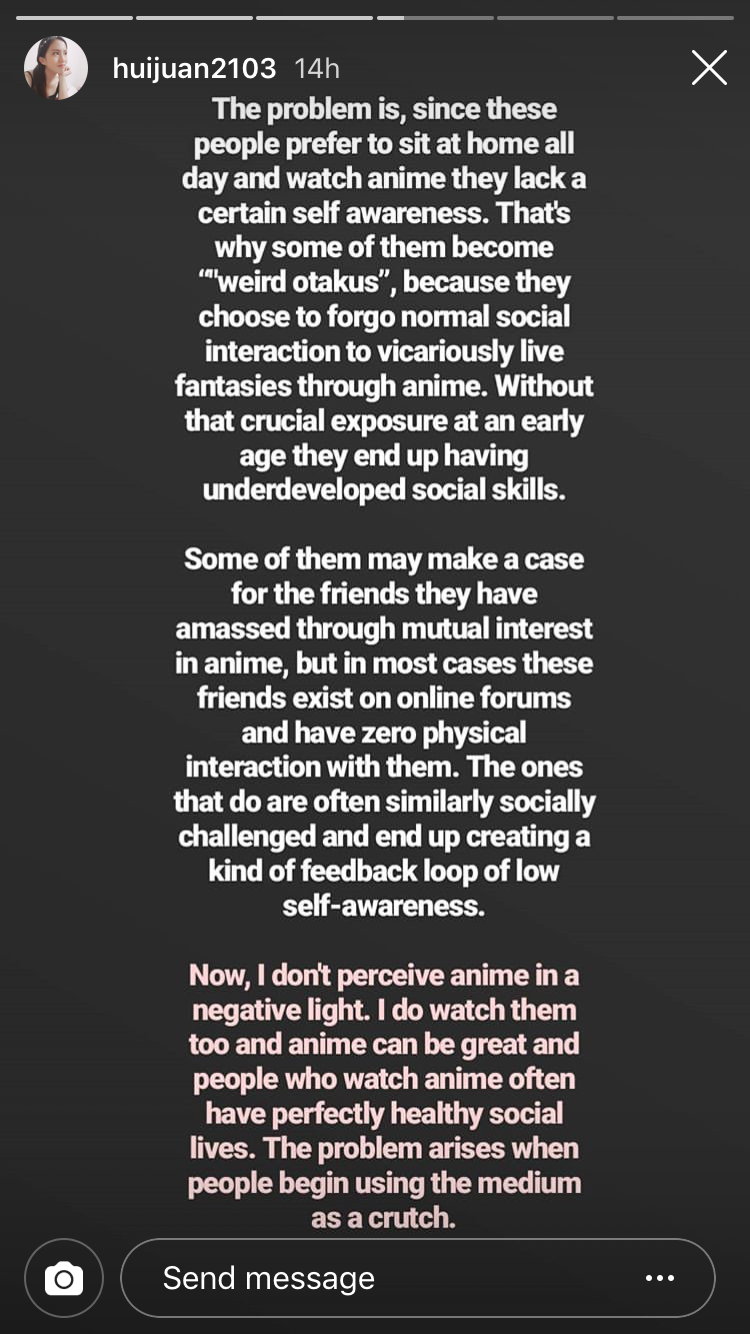 huijuan2103 14h
The problem is, since these
people prefer to sit at home all
day and watch anime they lack a
certain self awareness. That's
why some of them become
“"'weird otakus”, because they
choose to forgo normal social
interaction to vicariously live
fantasies through anime. Without
that crucial exposure at an early
age they end up having
underdeveloped social skills.
Some of them may make a case
for the friends they have
amassed through mutual interest
in anime, but in most cases these
friends exist on online forums
and have zero physical
interaction with them. The ones
that do are often similarly socially
challenged and end up creating a
kind of feedback loop of low
self-awareness.
Now, I don't perceive anime in a
negative light. I do watch them
too and anime can be great and
people who watch anime often
have perfectly healthy social
lives. The problem arises when
people begin using the medium
as a crutch.
Send message